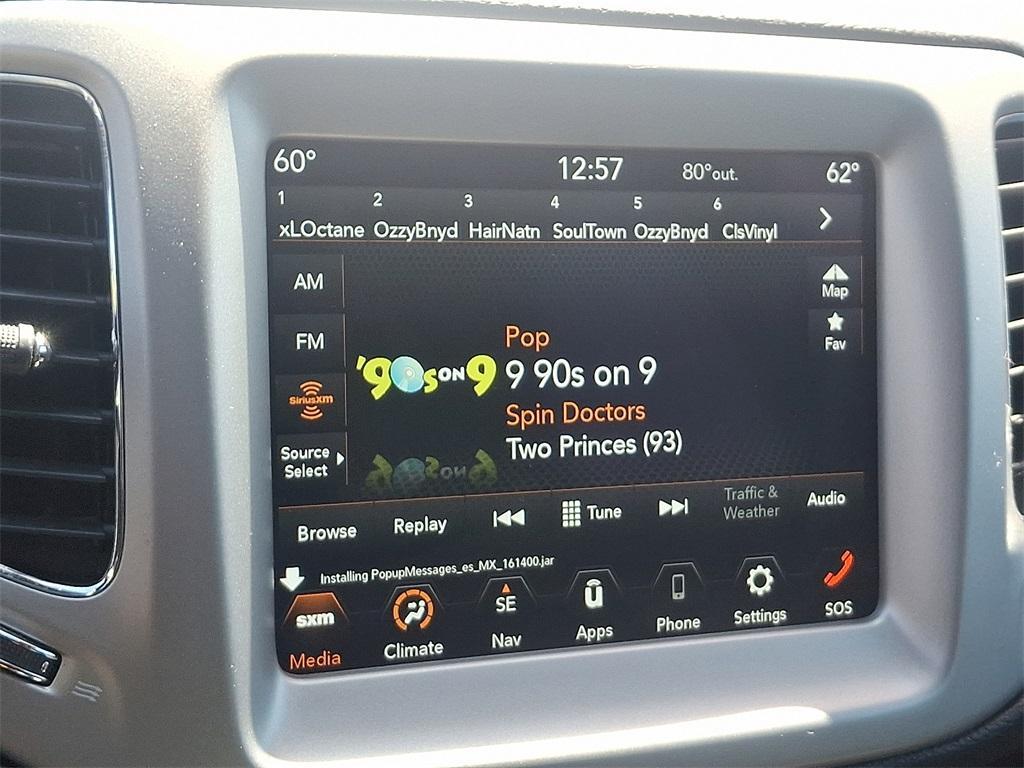 60° 12:57 80°out. 62°
1 2 3 4 5 6
xLOctane OzzyBnyd HairNatn SoulTown OzzyBnyd ClsVinyl
AM
Map
FM
Fav
Pop
'90s ON 9
9 90s on 9
SiriusXm
Spin Doctors
Two Princes (93)
Source
Select
Browse Replay Tune
Traffic &
Weather
Audio
Installing PopupMessages_es_MX_161400.jar
sxm
SE
Media Climate Nav Apps Phone Settings SOS